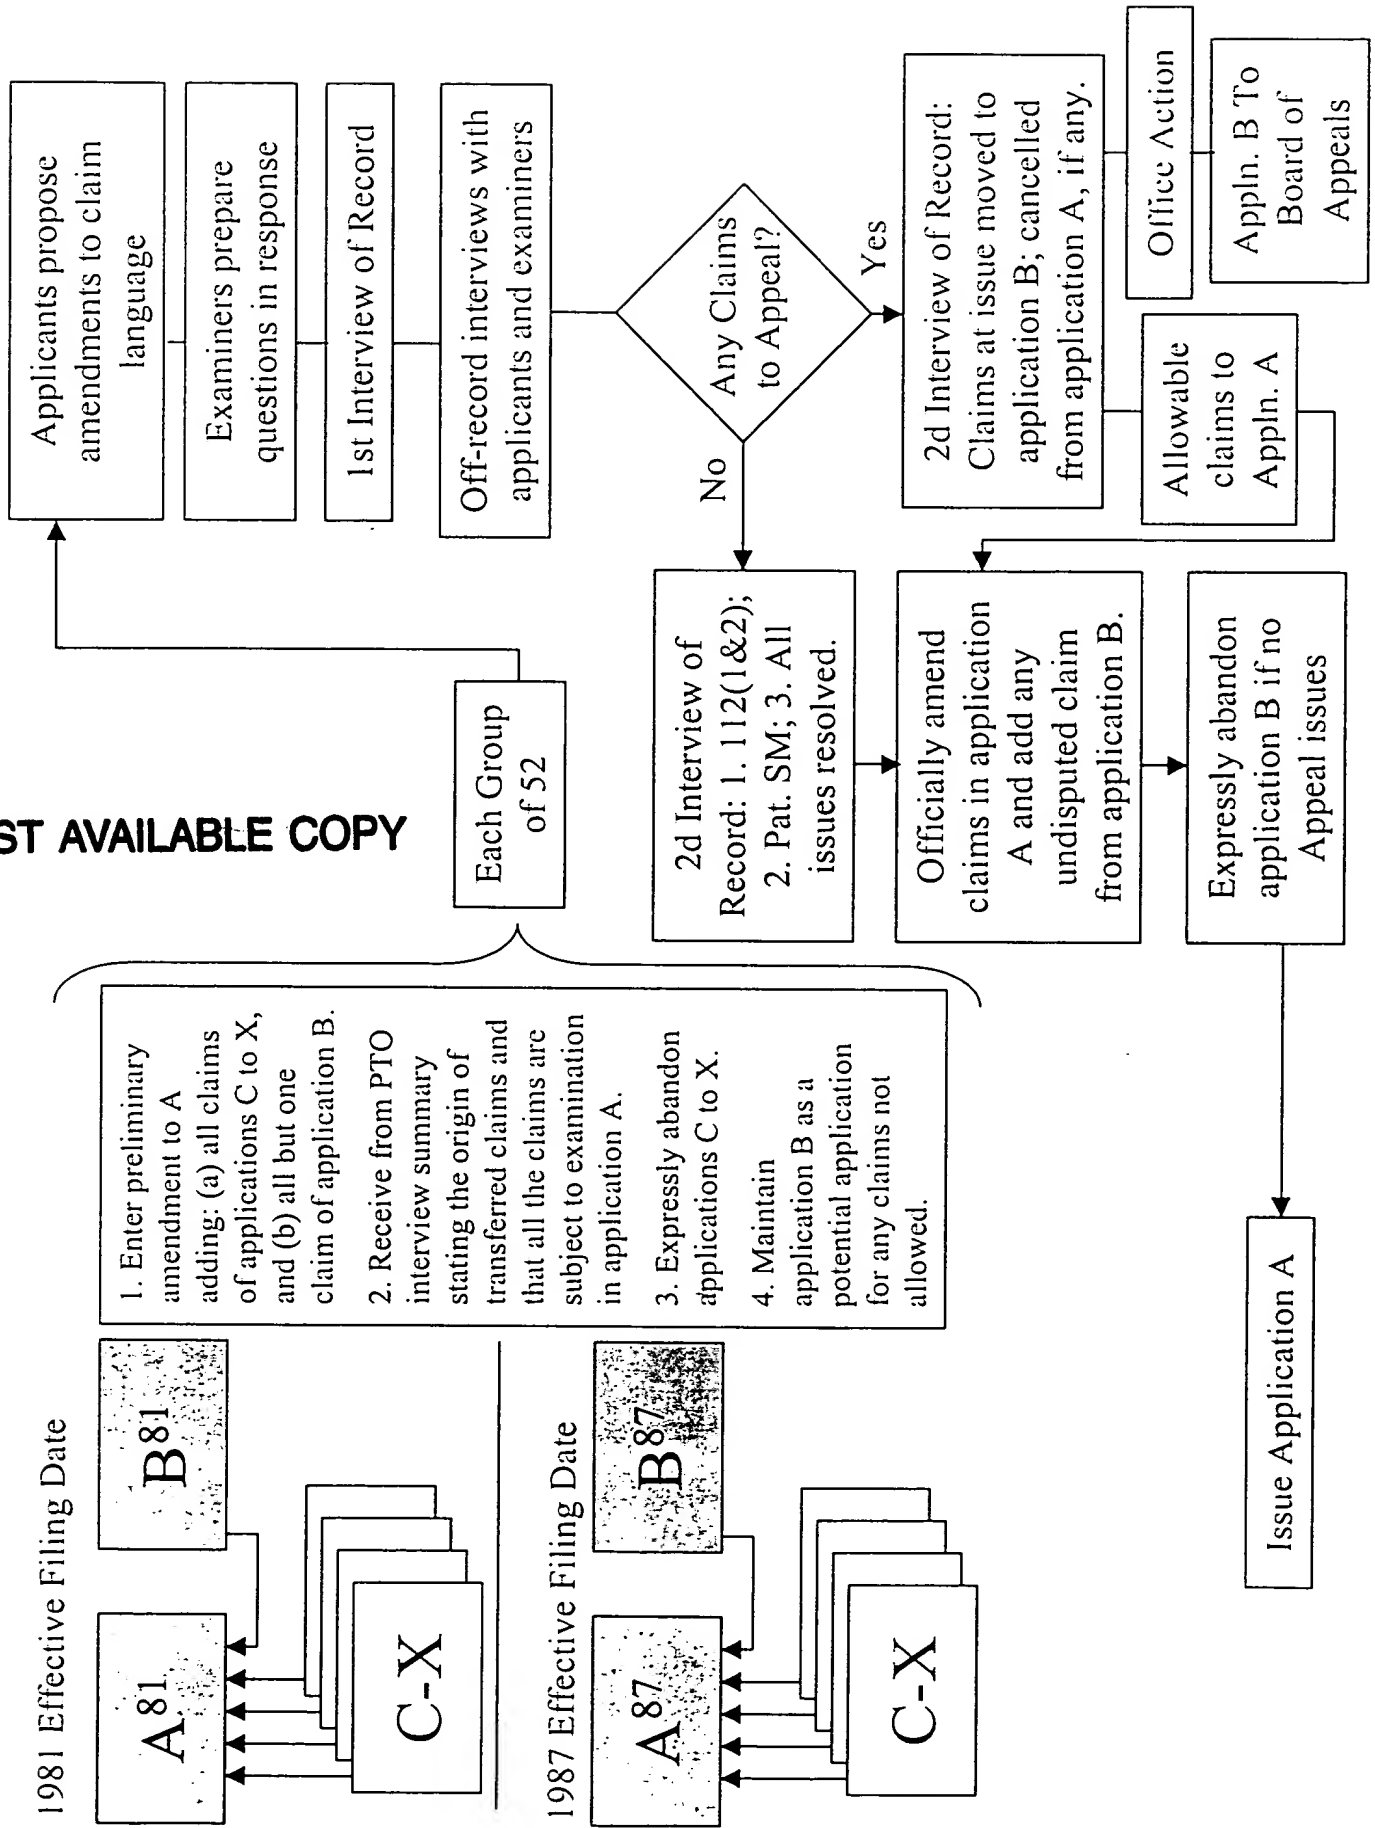 ST AVAILABLE COPY
1981 Effective Filing Date
A81
B81
C-X
1987 Effective Filing Date
A87
B87
C-X
1. Enter preliminary
amendment to A
adding: (a) all claims
of applications C to X,
and (b) all but one
claim of application B.
2. Receive from PTO
interview summary
stating the origin of
transferred claims and
that all the claims are
subject to examination
in application A.
3. Expressly abandon
applications C to X.
4. Maintain
application B as a
potential application
for any claims not
allowed.
Each Group
of 52
Applicants propose
amendments to claim
language
Examiners prepare
questions in response
1st Interview of Record
Off-record interviews with
applicants and examiners
Any Claims
to Appeal?
No
Yes
2d Interview of
Record: 1. 112(1&2);
2. Pat. SM; 3. All
issues resolved.
2d Interview of Record:
Claims at issue moved to
application B; cancelled
from application A, if any.
Allowable
claims to
Appln. A
Office Action
Appln. B To
Board of
Appeals
Officially amend
claims in application
A and add any
undisputed claim
from application B.
Expressly abandon
application B if no
Appeal issues
Issue Application A